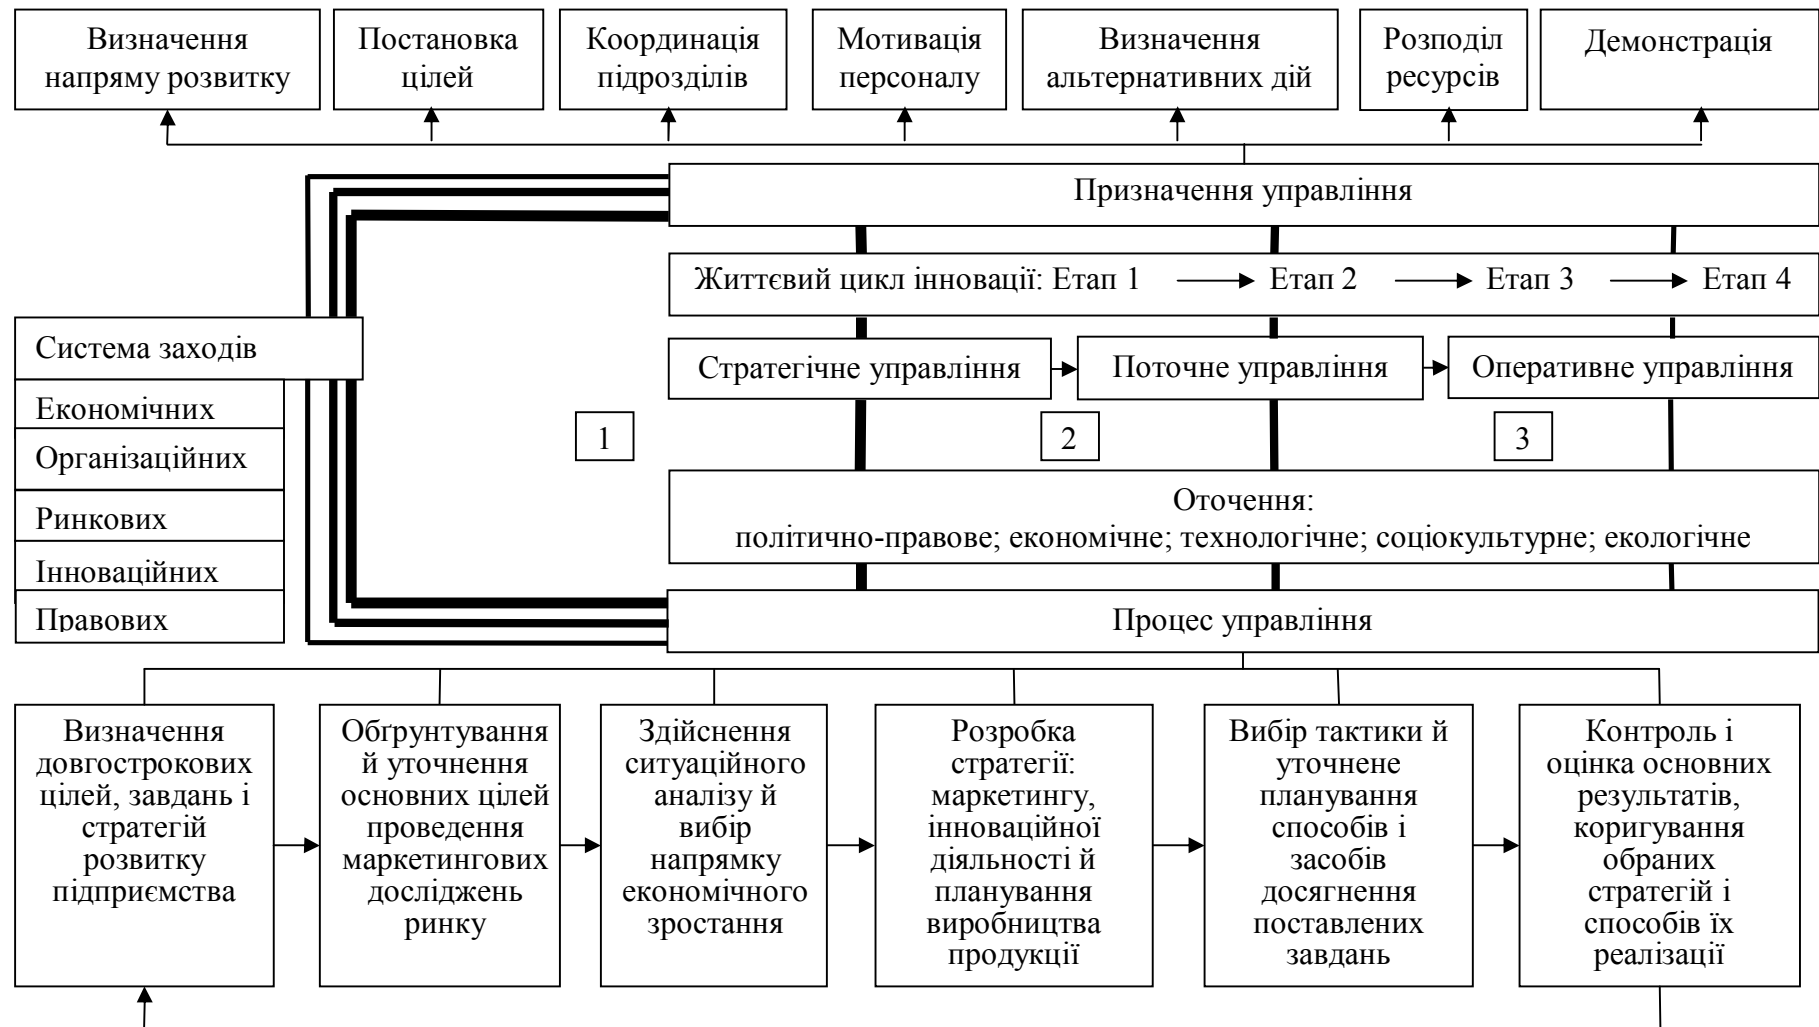 Визначення
напряму розвитку
Постановка
цілей
Координація
підрозділів
Мотивація
персоналу
Визначення
альтернативних дій
Розподіл
ресурсів
Демонстрація
Призначення управління
Життєвий цикл інновації: Етап 1 Етап 2 Етап 3 Етап 4
Система заходів
Економічних
Організаційних
Ринкових
Інноваційних
Правових
Стратегічне управління
Поточне управління
Оперативне управління
1
2
3
Оточення:
політично-правове; економічне; технологічне; соціокультурне; екологічне
Процес управління
Визначення
довгострокових
цілей, завдань і
стратегій
розвитку
підприємства
Обґрунтування
й уточнення
основних цілей
проведення
маркетингових
досліджень
ринку
Здійснення
ситуаційного
аналізу й
вибір
напрямку
економічного
зростання
Розробка
стратегії:
маркетингу,
інноваційної
діяльності й
планування
виробництва
продукції
Вибір тактики й
уточнене
планування
способів і
засобів
досягнення
поставлених
завдань
Контроль і
оцінка основних
результатів,
коригування
обраних
стратегій і
способів їх
реалізації